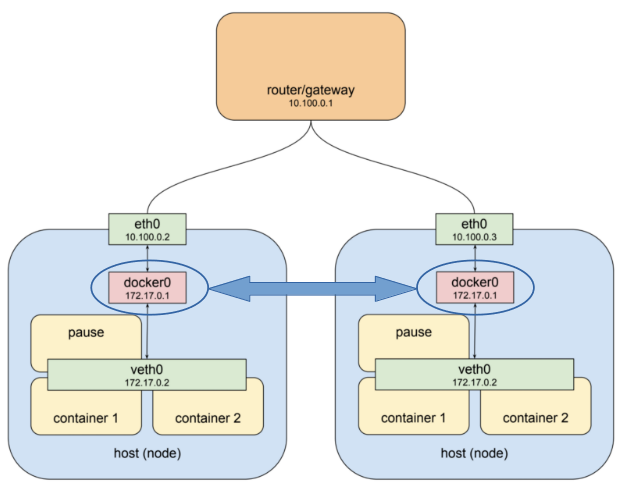 router/gateway
10.100.0.1
eth0
10.100.0.2
eth0
10.100.0.3
docker0
172.17.0.1
docker0
172.17.0.1
pause
pause
veth0
172.17.0.2
veth0
172.17.0.2
container 1
container 2
container 1
container 2
host (node)
host (node)